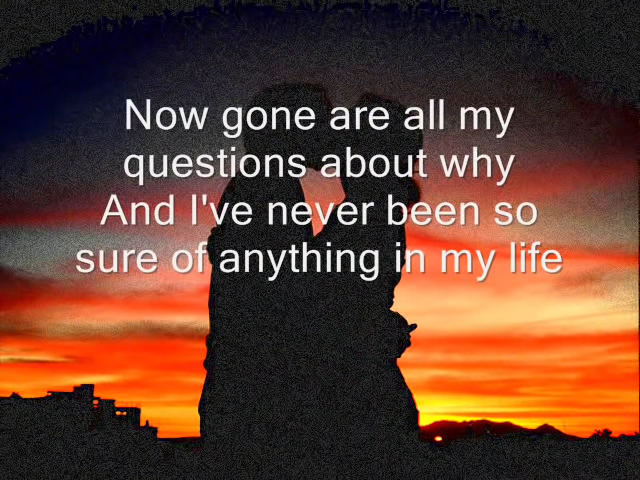 Now gone are all my
questions about why
And I've never been so
sure of anything in my life